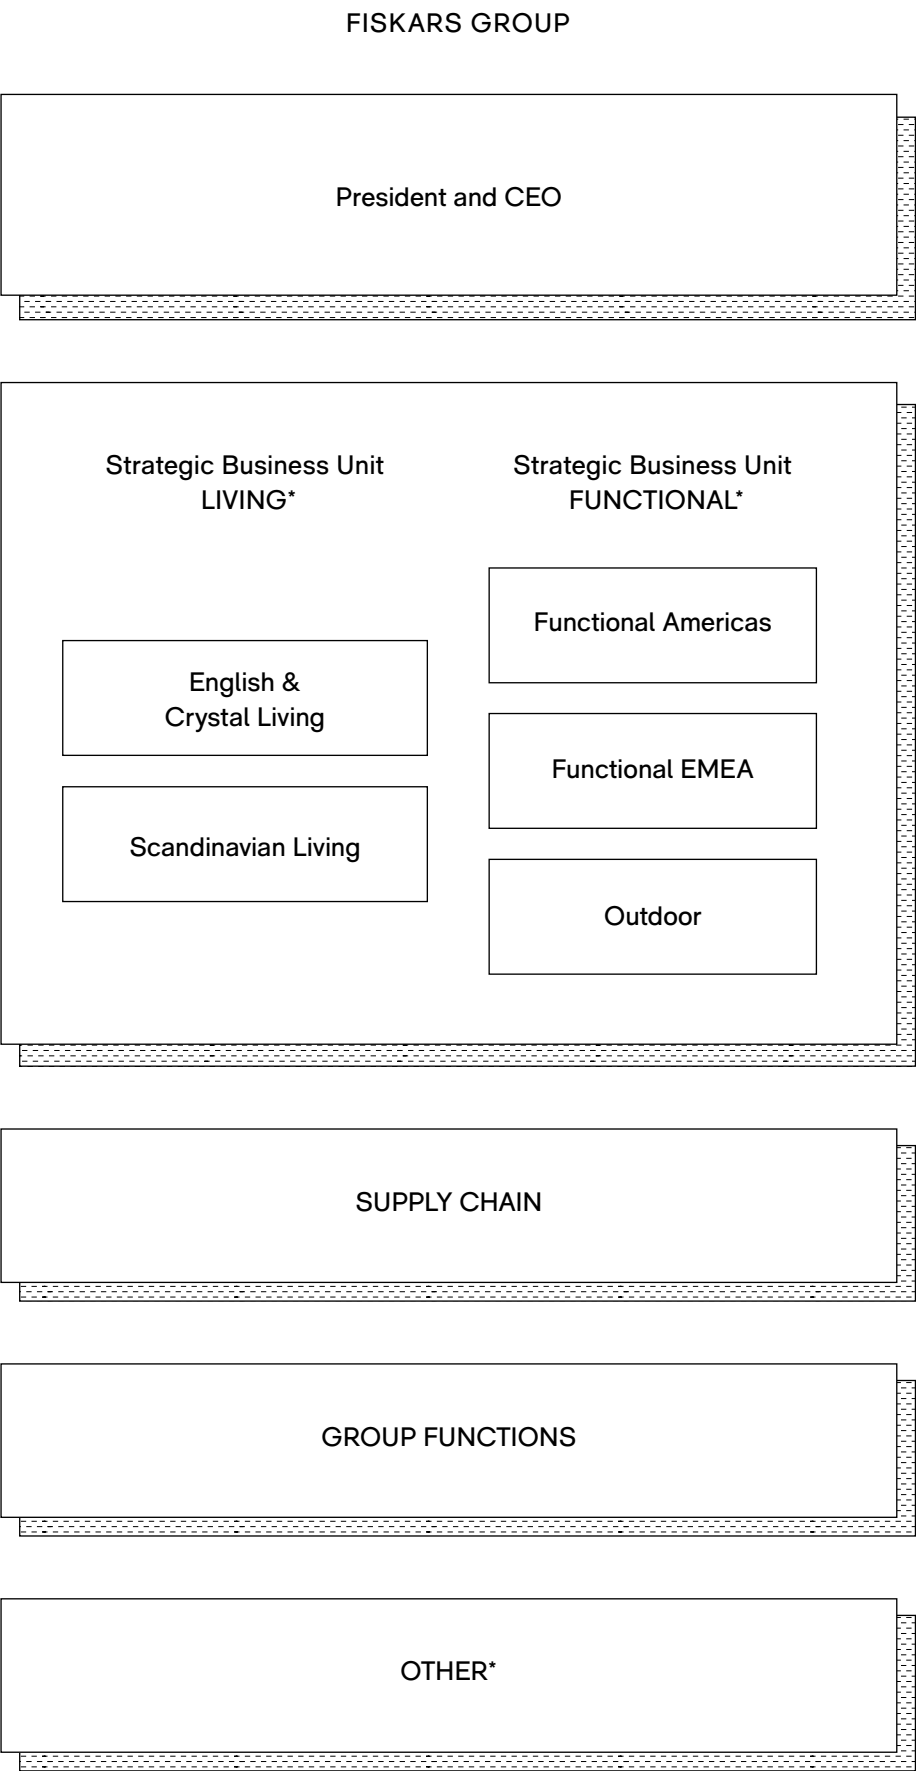 FISKARS GROUP
President and CEO
Strategic Business Unit
LIVING*
English &
Crystal Living
Scandinavian Living
Strategic Business Unit
FUNCTIONAL*
Functional Americas
Functional EMEA
Outdoor
SUPPLY CHAIN
GROUP FUNCTIONS
OTHER*